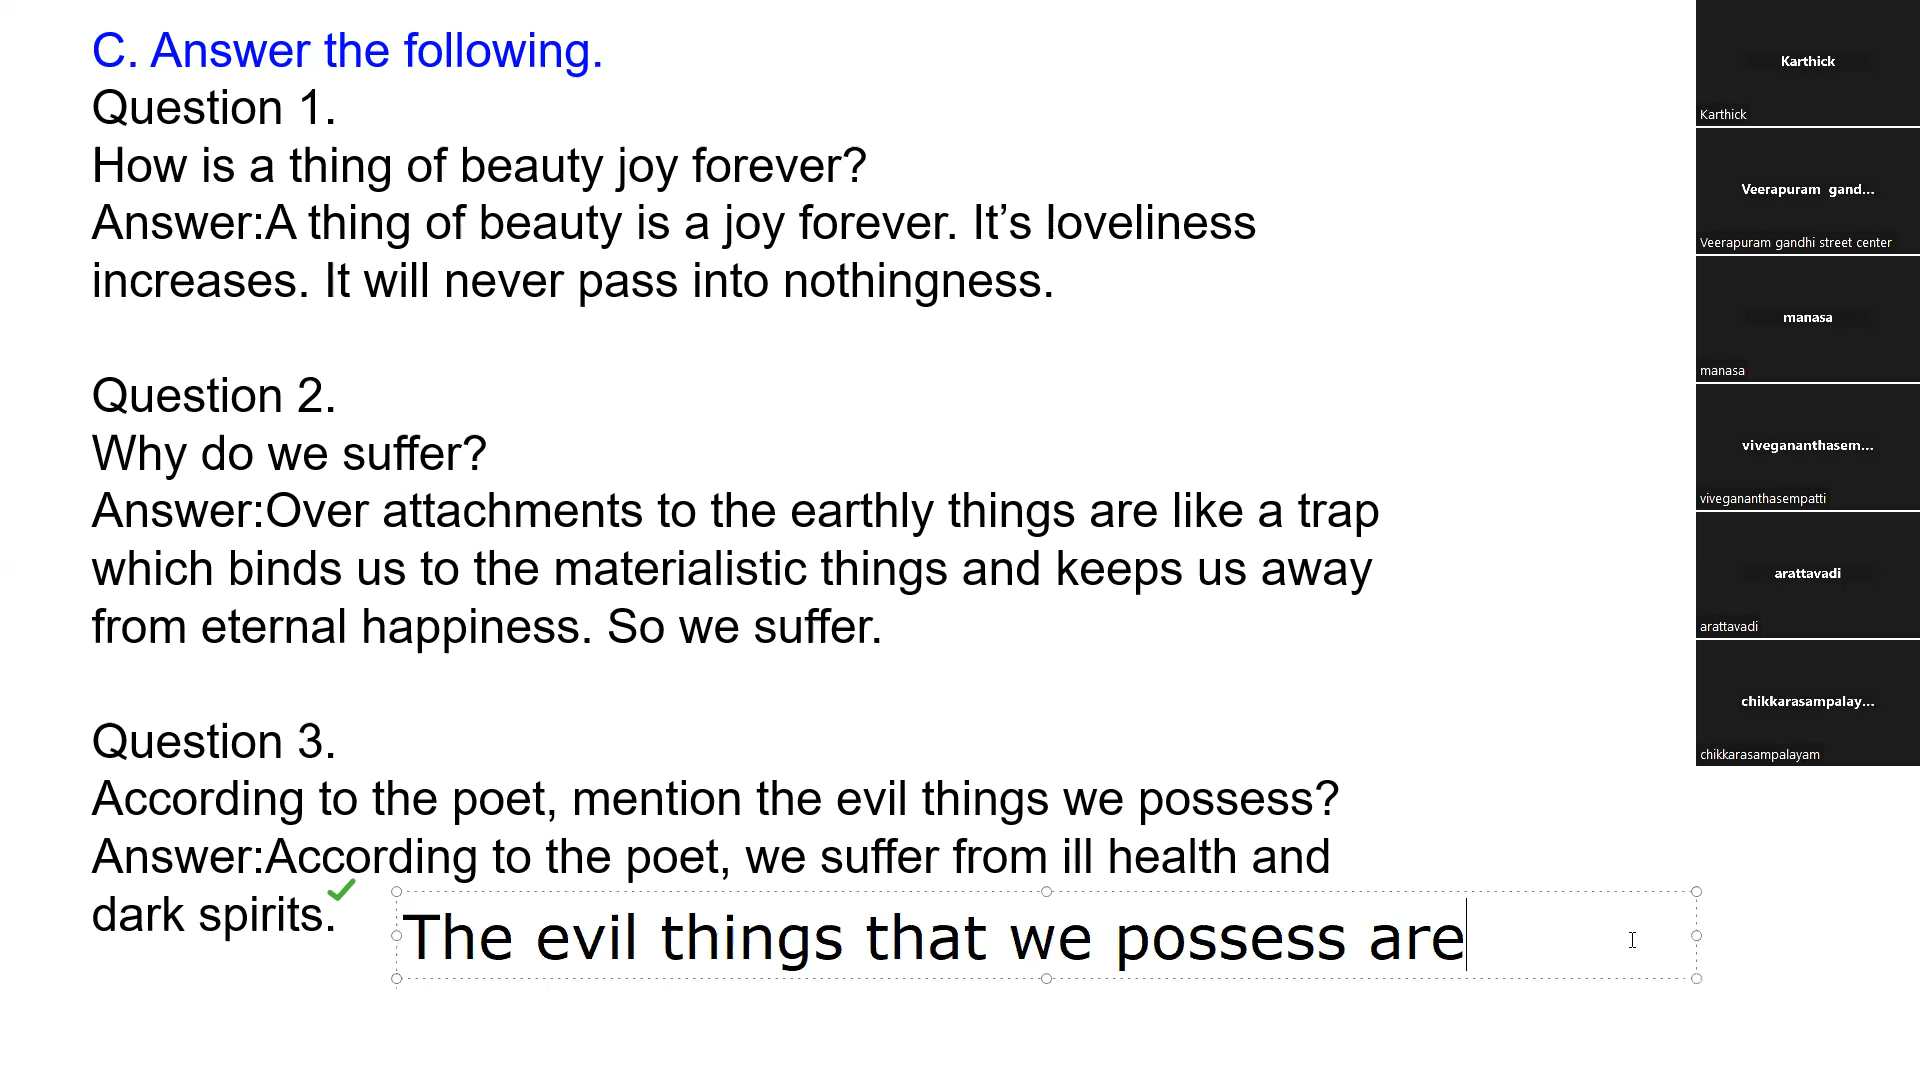 C. Answer the following.
Question 1.
How is a thing of beauty joy forever?
Answer:A thing of beauty is a joy forever. It’s loveliness
increases. It will never pass into nothingness.
Question 2.
Why do we suffer?
Answer:Over attachments to the earthly things are like a trap
which binds us to the materialistic things and keeps us away
from eternal happiness. So we suffer.
Question 3.
According to the poet, mention the evil things we possess?
Answer:According to the poet, we suffer from ill health and
dark spirits.
The evil things that we possess are
Karthick
Karthick
Veerapuram gand...
Veerapuram gandhi street center
manasa
manasa
vivegananthasem...
vivegananthasempatti
arattavadi
arattavadi
chikkarasampalay...
chikkarasampalayam